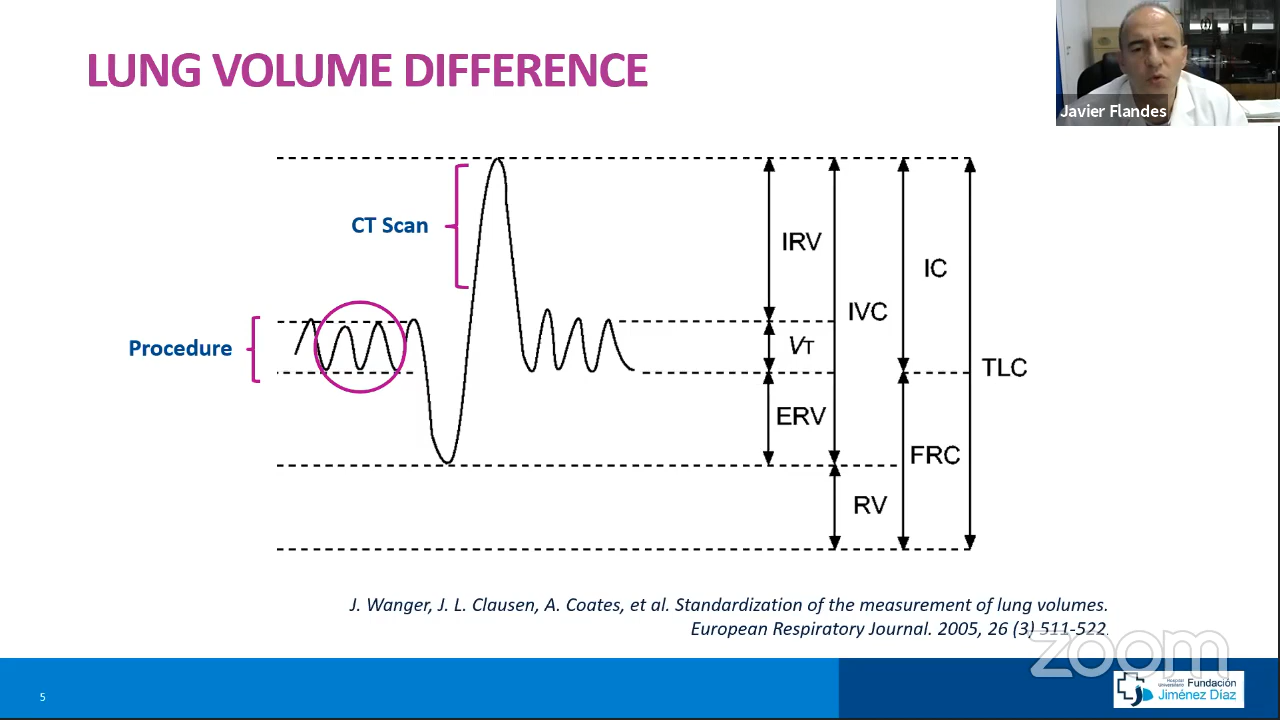 LUNG VOLUME DIFFERENCE
Javier Flandes
CT Scan
Procedure
IRV
IC
IVC
VT
TLC
ERV
FRC
RV
J. Wanger, J. L. Clausen, A. Coates, et al. Standardization of the measurement of lung volumes.
European Respiratory Journal. 2005, 26 (3) 511-522.
zoom
5
Hospital
Universitario
Fundación
Jiménez Díaz